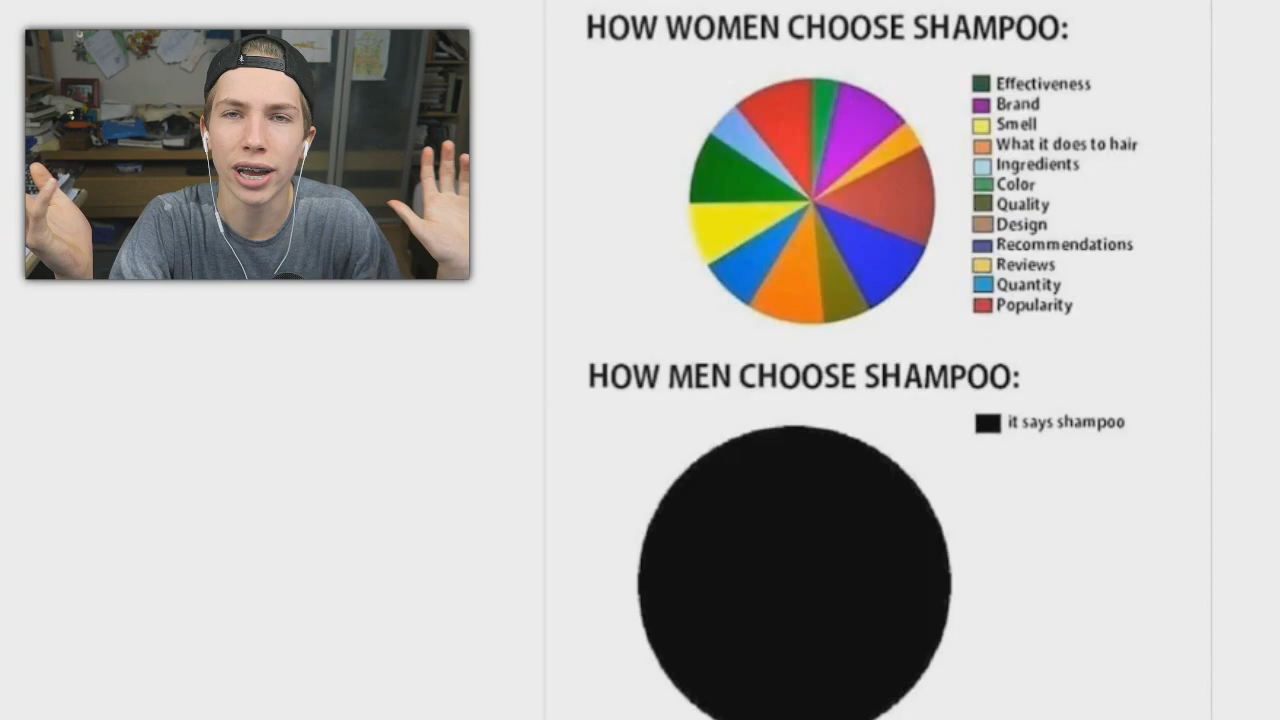 HOW WOMEN CHOOSE SHAMPOO:
Effectiveness
Brand
Smell
What it does to hair
Ingredients
Color
Quality
Design
Recommendations
Reviews
Quantity
Popularity
HOW MEN CHOOSE SHAMPOO:
it says shampoo